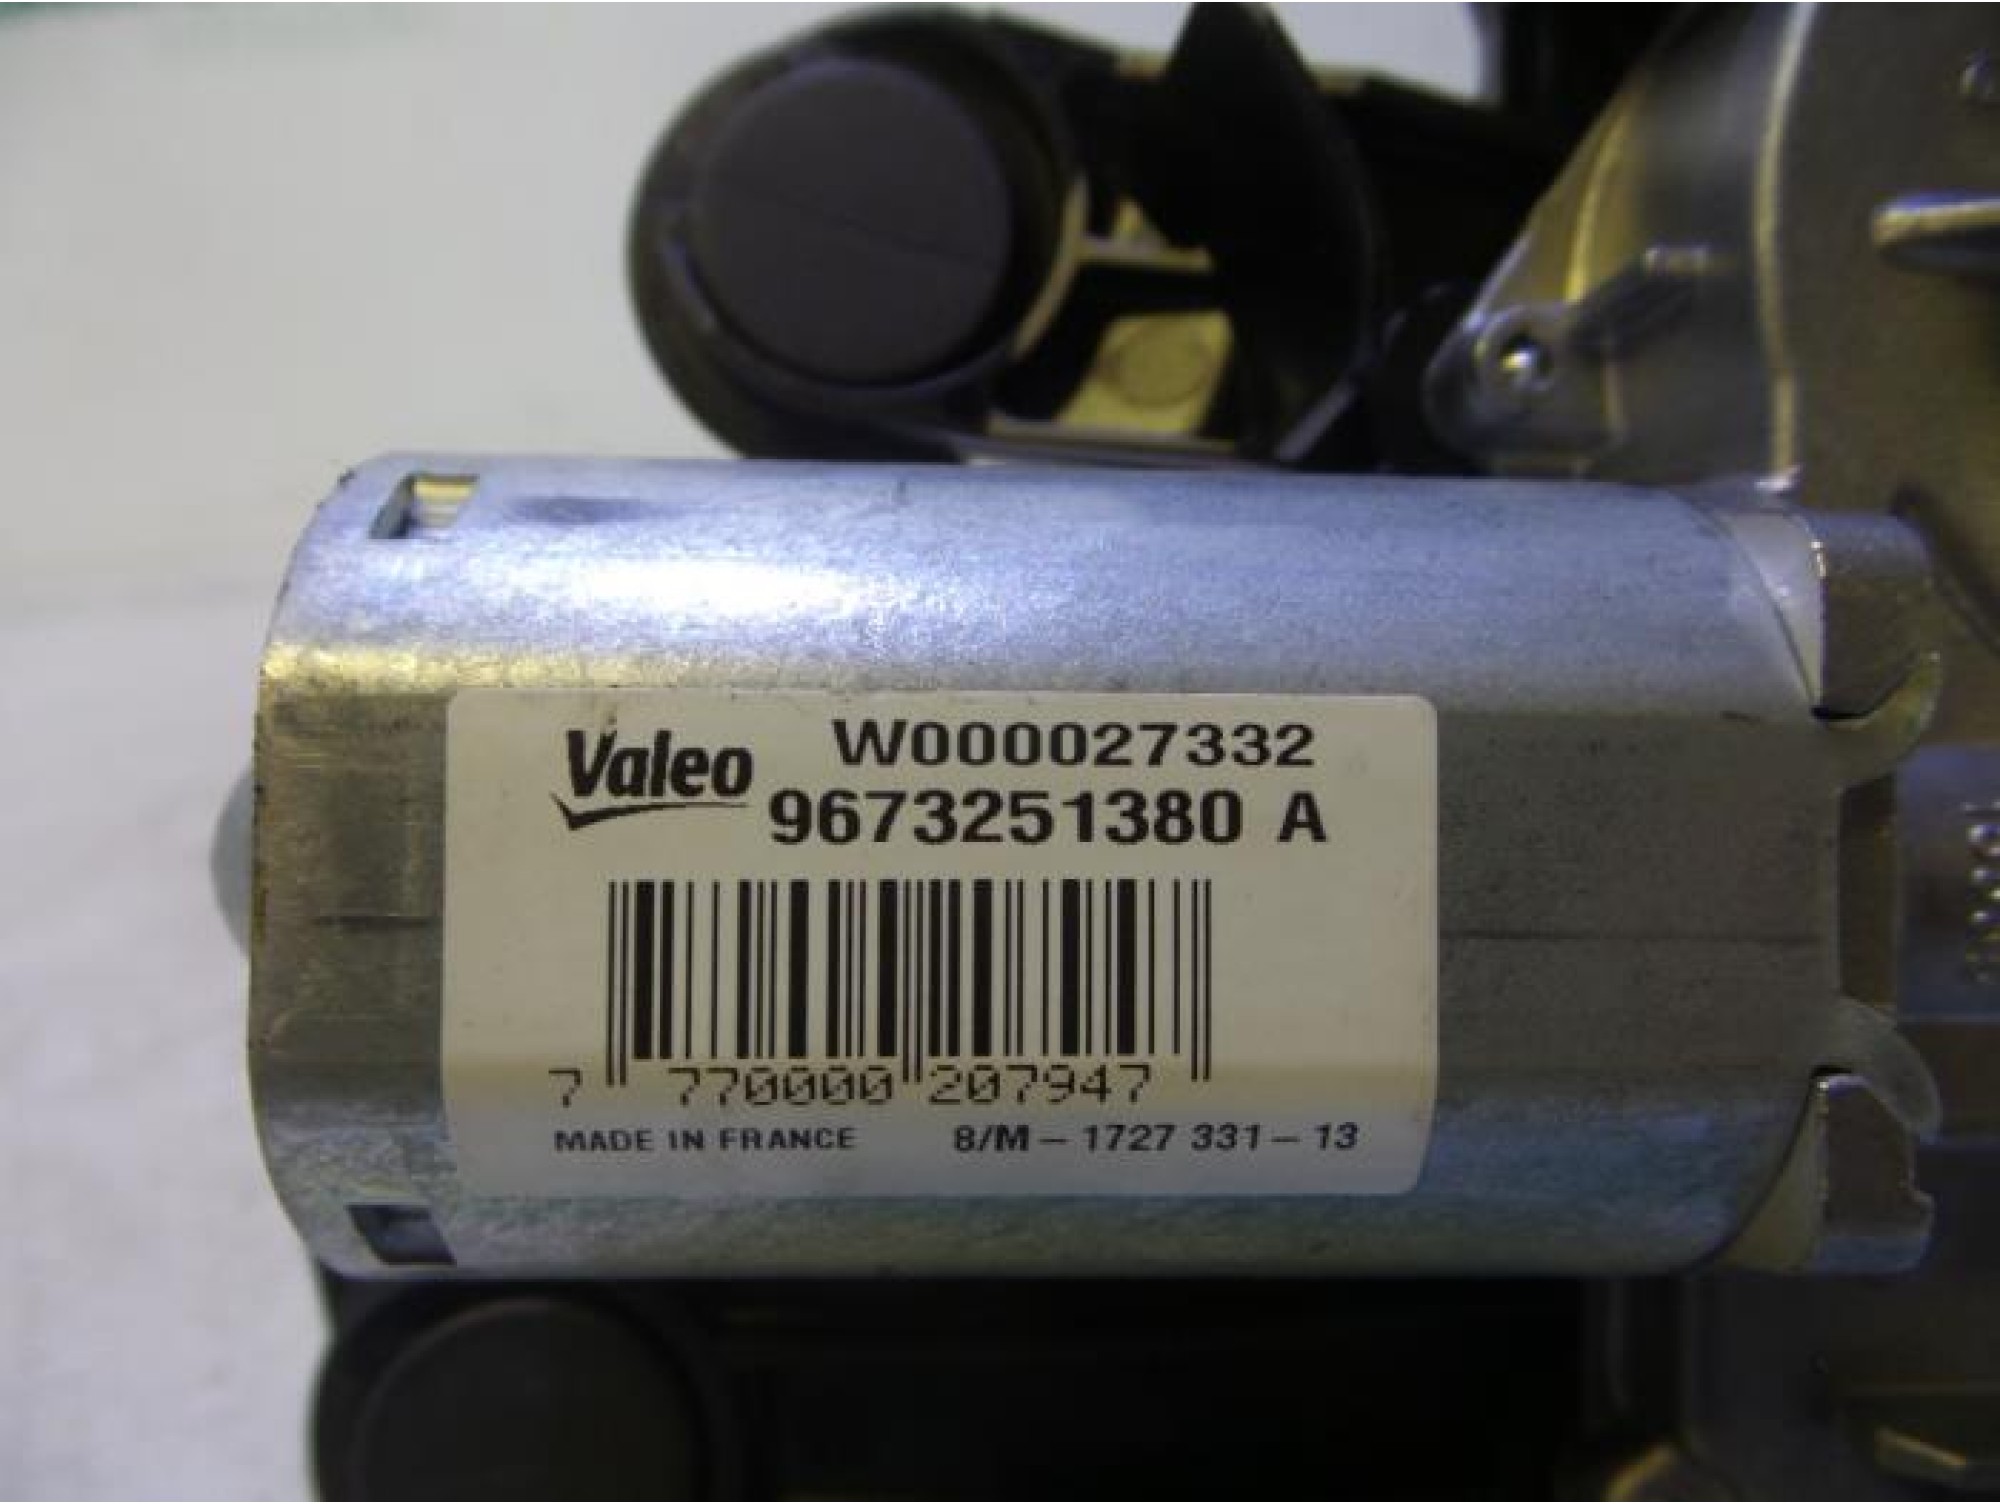 Valeo W000027332
9673251380 A
7 770000 207947
MADE IN FRANCE 8/M – 1727 331 – 13